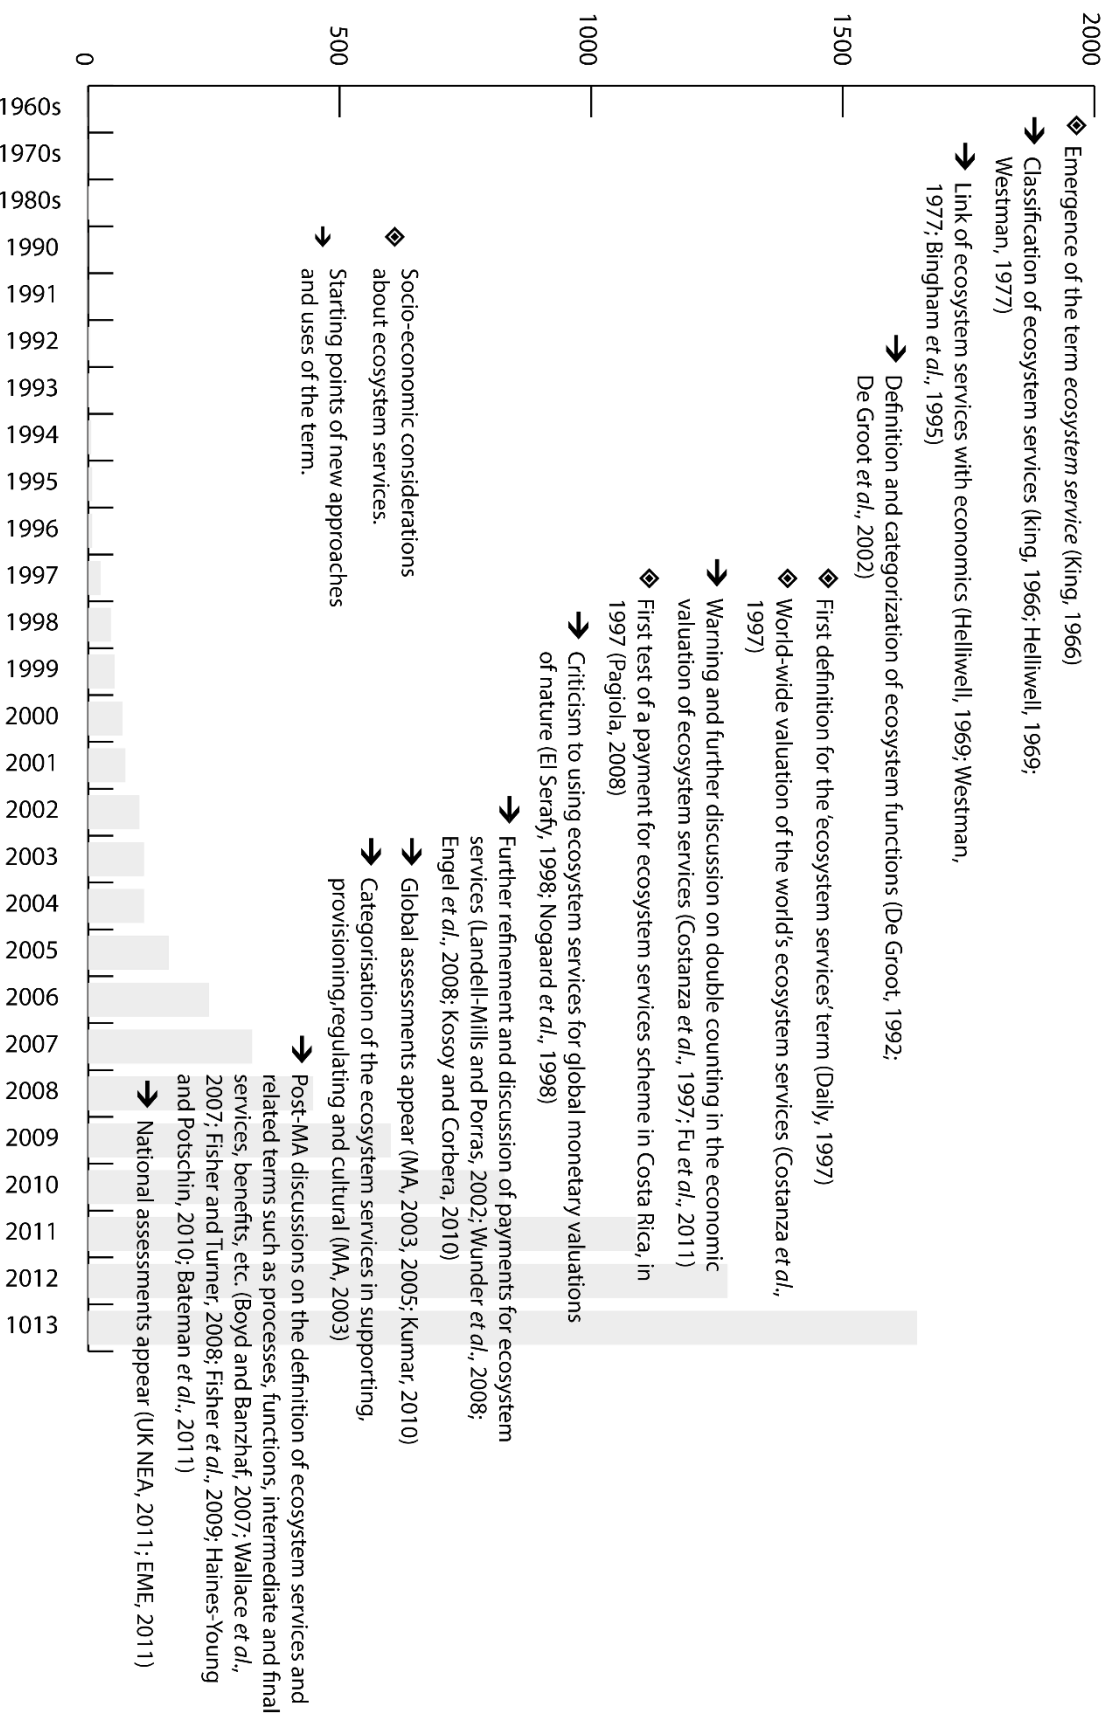 2000
1500
1000
500
0
1960s
1970s
1980s
1990
1991
1992
1993
1994
1995
1996
1997
1998
1999
2000
2001
2002
2003
2004
2005
2006
2007
2008
2009
2010
2011
2012
1013
Emergence of the term ecosystem service (King, 1966)
Classification of ecosystem services (king, 1966; Helliwell, 1969;
Westman, 1977)
Link of ecosystem services with economics (Helliwell, 1969; Westman,
1977; Bingham et al., 1995)
Definition and categorization of ecosystem functions (De Groot, 1992;
De Groot et al., 2002)
First definition for the 'ecosystem services' term (Daily, 1997)
World-wide valuation of the world's ecosystem services (Costanza et al.,
1997)
Warning and further discussion on double counting in the economic
valuation of ecosystem services (Costanza et al., 1997; Fu et al., 2011)
First test of a payment for ecosystem services scheme in Costa Rica, in
1997 (Pagiola, 2008)
Criticism to using ecosystem services for global monetary valuations
of nature (El Serafy, 1998; Nogaard et al., 1998)
Further refinement and discussion of payments for ecosystem
services (Landell-Mills and Porras, 2002; Wunder et al., 2008;
Engel et al., 2008; Kosoy and Corbera, 2010)
Global assessments appear (MA, 2003, 2005; Kumar, 2010)
Categorisation of the ecosystem services in supporting,
provisioning,regulating and cultural (MA, 2003)
Post-MA discussions on the definition of ecosystem services and
related terms such as processes, functions, intermediate and final
services, benefits, etc. (Boyd and Banzhaf, 2007; Wallace et al.,
2007; Fisher and Turner, 2008; Fisher et al., 2009; Haines-Young
and Potschin, 2010; Bateman et al., 2011)
National assessments appear (UK NEA, 2011; EME, 2011)
Socio-economic considerations
about ecosystem services.
Starting points of new approaches
and uses of the term.